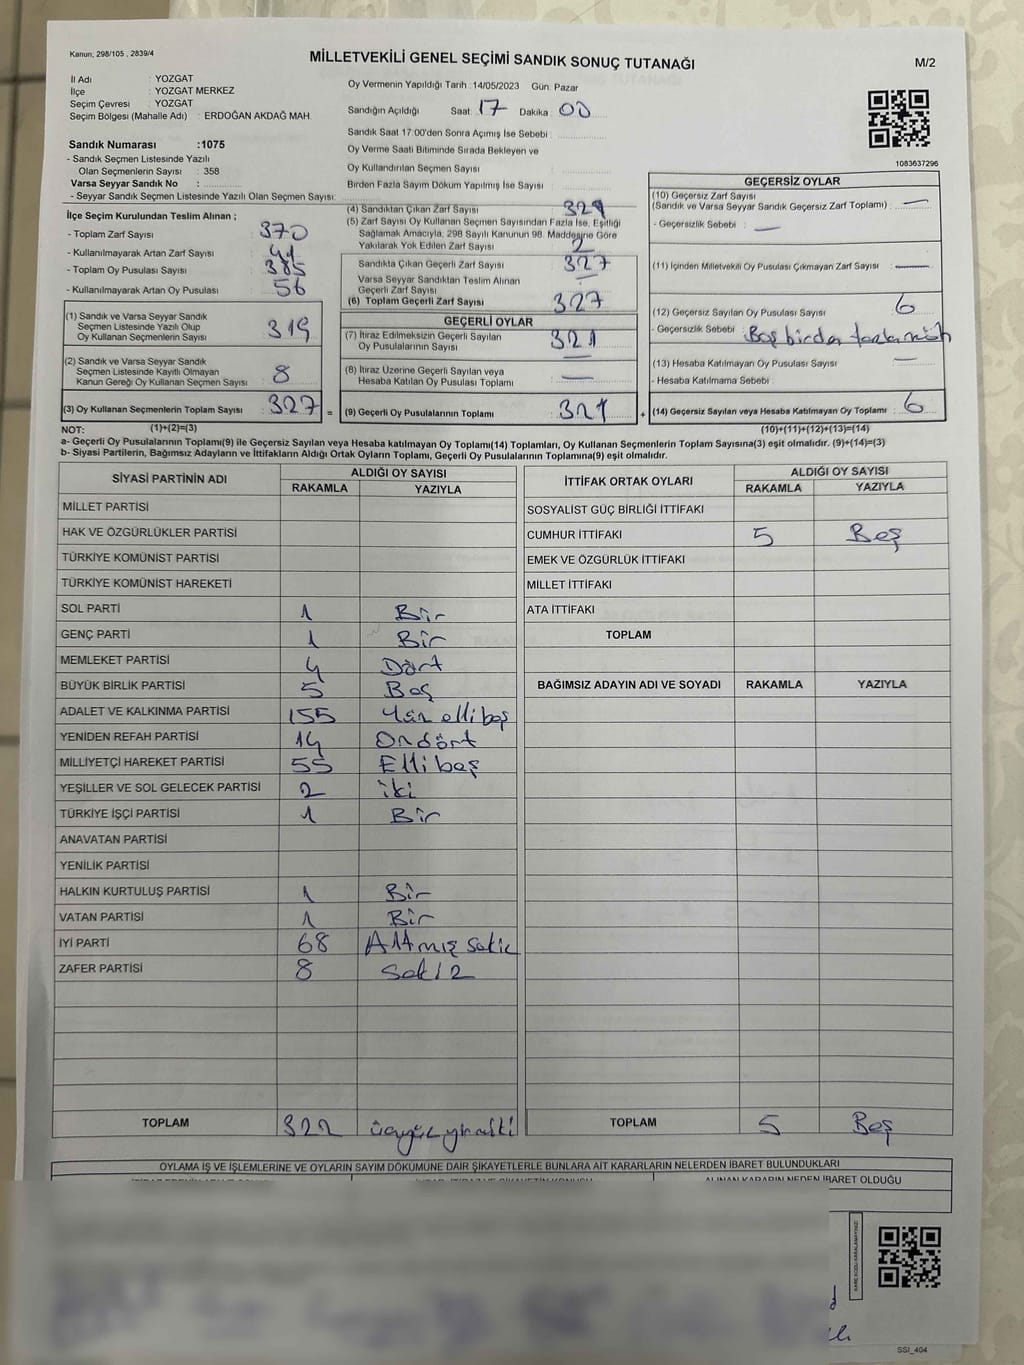 Kanun, 298/105 , 2839/4
MİLLETVEKİLİ GENEL SEÇİMİ SANDIK SONUÇ TUTANAĞI
M/2
İl Adı : YOZGAT
İlçe : YOZGAT MERKEZ
Seçim Çevresi : YOZGAT
Seçim Bölgesi (Mahalle Adı) : ERDOĞAN AKDAĞ MAH.
Oy Vermenin Yapıldığı Tarih : 14/05/2023 Gün: Pazar
Sandığın Açıldığı Saat 17 Dakika 00
Sandık Saat 17:00'den Sonra Açımış İse Sebebi :
Oy Verme Saati Bitiminde Sırada Bekleyen ve
Oy Kullandırılan Seçmen Sayısı
Birden Fazla Sayım Döküm Yapılmış İse Sayısı :
1083637296
Sandık Numarası :1075
- Sandık Seçmen Listesinde Yazılı
Olan Seçmenlerin Sayısı : 358
Varsa Seyyar Sandık No :
- Seyyar Sandık Seçmen Listesinde Yazılı Olan Seçmen Sayısı:
İlçe Seçim Kurulundan Teslim Alınan ;
- Toplam Zarf Sayısı : 370
- Kullanılmayarak Artan Zarf Sayısı : 41
- Toplam Oy Pusulası Sayısı : 385
- Kullanılmayarak Artan Oy Pusulası : 56
(1) Sandık ve Varsa Seyyar Sandık
Seçmen Listesinde Yazılı Olup
Oy Kullanan Seçmenlerin Sayısı : 319
(2) Sandık ve Varsa Seyyar Sandık
Seçmen Listesinde Kayıtlı Olmayan
Kanun Gereği Oy Kullanan Seçmen Sayısı : 8
(3) Oy Kullanan Seçmenlerin Toplam Sayısı : 327 =
(4) Sandıktan Çıkan Zarf Sayısı : 329
(5) Zarf Sayısı Oy Kullanan Seçmen Sayısından Fazla İse, Eşitliği
Sağlamak Amacıyla, 298 Sayılı Kanunun 98. Maddesine Göre
Yakılarak Yok Edilen Zarf Sayısı : 2
Sandıkta Çıkan Geçerli Zarf Sayısı : 327
Varsa Seyyar Sandıktan Teslim Alınan
Geçerli Zarf Sayısı :
(6) Toplam Geçerli Zarf Sayısı : 327
GEÇERLİ OYLAR
(7) İtiraz Edilmeksizin Geçerli Sayılan
Oy Pusulalarının Sayısı : 321
(8) İtiraz Üzerine Geçerli Sayılan veya
Hesaba Katılan Oy Pusulası Toplamı : —
(9) Geçerli Oy Pusulalarının Toplamı : 321 +
GEÇERSİZ OYLAR
(10) Geçersiz Zarf Sayısı
(Sandık ve Varsa Seyyar Sandık Geçersiz Zarf Toplamı) : —
- Geçersizlik Sebebi : —
(11) İçinden Milletvekili Oy Pusulası Çıkmayan Zarf Sayısı : —
(12) Geçersiz Sayılan Oy Pusulası Sayısı : 6
- Geçersizlik Sebebi : Boş birden fazla
(13) Hesaba Katılmayan Oy Pusulası Sayısı : —
- Hesaba Katılmama Sebebi :
(14) Geçersiz Sayılan veya Hesaba Katılmayan Oy Toplamı : 6
NOT: (1)+(2)=(3)
(10)+(11)+(12)+(13)=(14)
a- Geçerli Oy Pusulalarının Toplamı(9) ile Geçersiz Sayılan veya Hesaba katılmayan Oy Toplamı(14) Toplamları, Oy Kullanan Seçmenlerin Toplam Sayısına(3) eşit olmalıdır. (9)+(14)=(3)
b- Siyasi Partilerin, Bağımsız Adayların ve İttifakların Aldığı Ortak Oyların Toplamı, Geçerli Oy Pusulalarının Toplamına(9) eşit olmalıdır.
SİYASİ PARTİNİN ADI
ALDIĞI OY SAYISI
RAKAMLA YAZIYLA
MİLLET PARTİSİ
HAK VE ÖZGÜRLÜKLER PARTİSİ
TÜRKİYE KOMÜNİST PARTİSİ
TÜRKİYE KOMÜNİST HAREKETİ
SOL PARTİ 1 Bir
GENÇ PARTİ 1 Bir
MEMLEKET PARTİSİ 4 Dört
BÜYÜK BİRLİK PARTİSİ 5 Beş
ADALET VE KALKINMA PARTİSİ 155 Yüz elli beş
YENİDEN REFAH PARTİSİ 14 Ondört
MİLLİYETÇİ HAREKET PARTİSİ 55 Elli beş
YEŞİLLER VE SOL GELECEK PARTİSİ 2 iki
TÜRKİYE İŞÇİ PARTİSİ 1 Bir
ANAVATAN PARTİSİ
YENİLİK PARTİSİ
HALKIN KURTULUŞ PARTİSİ 1 Bir
VATAN PARTİSİ 1 Bir
İYİ PARTİ 68 Altmış sekiz
ZAFER PARTİSİ 8 Sekiz
TOPLAM 322 üçyüz yirmiiki
İTTİFAK ORTAK OYLARI
ALDIĞI OY SAYISI
RAKAMLA YAZIYLA
SOSYALİST GÜÇ BİRLİĞİ İTTİFAKI
CUMHUR İTTİFAKI 5 Beş
EMEK VE ÖZGÜRLÜK İTTİFAKI
MİLLET İTTİFAKI
ATA İTTİFAKI
TOPLAM
BAĞIMSIZ ADAYIN ADI VE SOYADI RAKAMLA YAZIYLA
TOPLAM 5 Beş
OYLAMA İŞ VE İŞLEMLERİNE VE OYLARIN SAYIM DÖKÜMÜNE DAİR ŞİKAYETLERLE BUNLARA AİT KARARLARIN NELERDEN İBARET BULUNDUKLARI
ALINAN KARARIN NEDEN İBARET OLDUĞU
KARE KODU KARALAMAYINIZ!
SSI_404